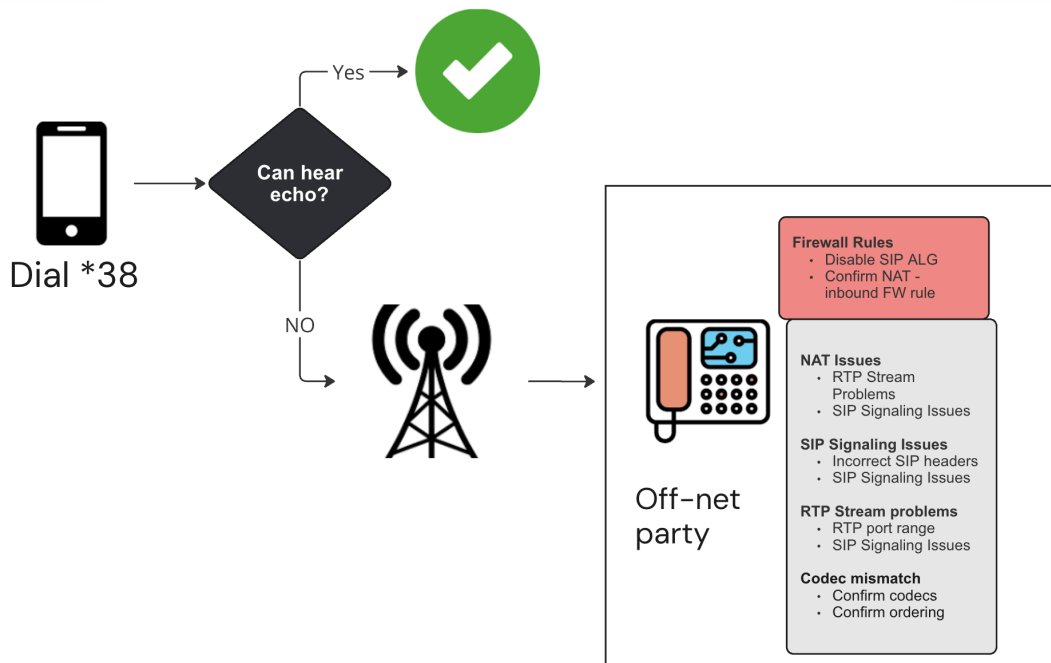 Yes
Can hear
echo?
Dial *38
NO
Off-net
party
Firewall Rules
• Disable SIP ALG
• Confirm NAT -
inbound FW rule
NAT Issues
• RTP Stream
Problems
• SIP Signaling Issues
SIP Signaling Issues
• Incorrect SIP headers
• SIP Signaling Issues
RTP Stream problems
• RTP port range
• SIP Signaling Issues
Codec mismatch
• Confirm codecs
• Confirm ordering